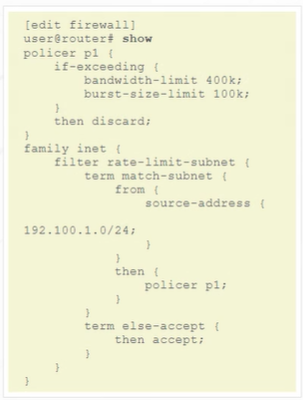 [edit firewall]
user@router# show
policer p1 {
if-exceeding {
bandwidth-limit 400k;
burst-size-limit 100k;
}
then discard;
}
family inet {
filter rate-limit-subnet {
term match-subnet {
from {
source-address {
192.100.1.0/24;
}
}
then {
policer p1;
}
}
term else-accept {
then accept;
}
}
}